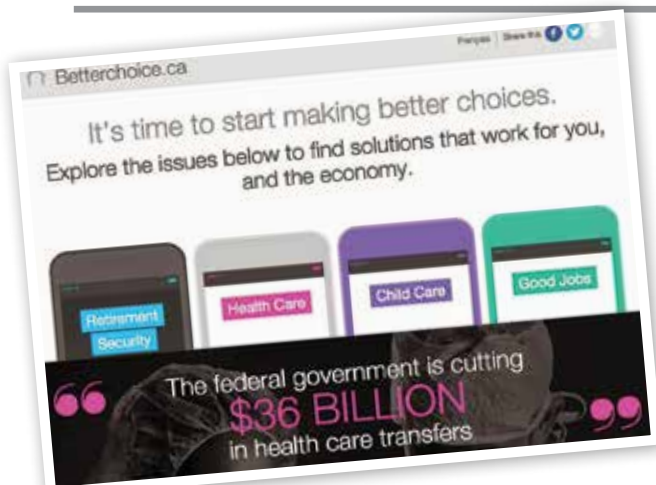 Betterchoice.ca
Français Share this
It's time to start making better choices.
Explore the issues below to find solutions that work for you,
and the economy.
Retirement
Security
Health Care
Child Care
Good Jobs
“ The federal government is cutting
$36 BILLION
in health care transfers ”